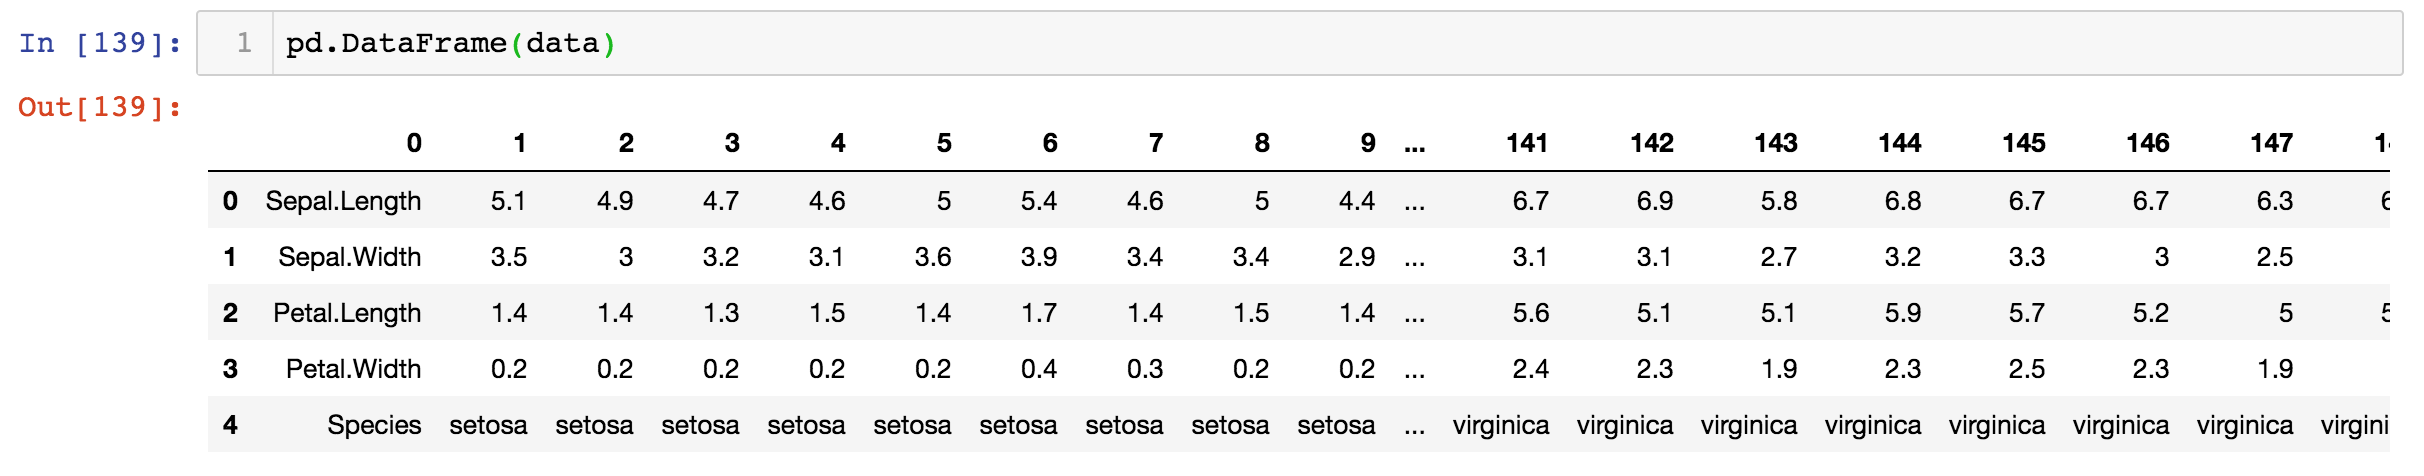 In [139]: 1 pd.DataFrame(data)
Out[139]:
0 1 2 3 4 5 6 7 8 9 ... 141 142 143 144 145 146 147
0 Sepal.Length 5.1 4.9 4.7 4.6 5 5.4 4.6 5 4.4 ... 6.7 6.9 5.8 6.8 6.7 6.7 6.3
1 Sepal.Width 3.5 3 3.2 3.1 3.6 3.9 3.4 3.4 2.9 ... 3.1 3.1 2.7 3.2 3.3 3 2.5
2 Petal.Length 1.4 1.4 1.3 1.5 1.4 1.7 1.4 1.5 1.4 ... 5.6 5.1 5.1 5.9 5.7 5.2 5
3 Petal.Width 0.2 0.2 0.2 0.2 0.2 0.4 0.3 0.2 0.2 ... 2.4 2.3 1.9 2.3 2.5 2.3 1.9
4 Species setosa setosa setosa setosa setosa setosa setosa setosa setosa ... virginica virginica virginica virginica virginica virginica virginica virgini